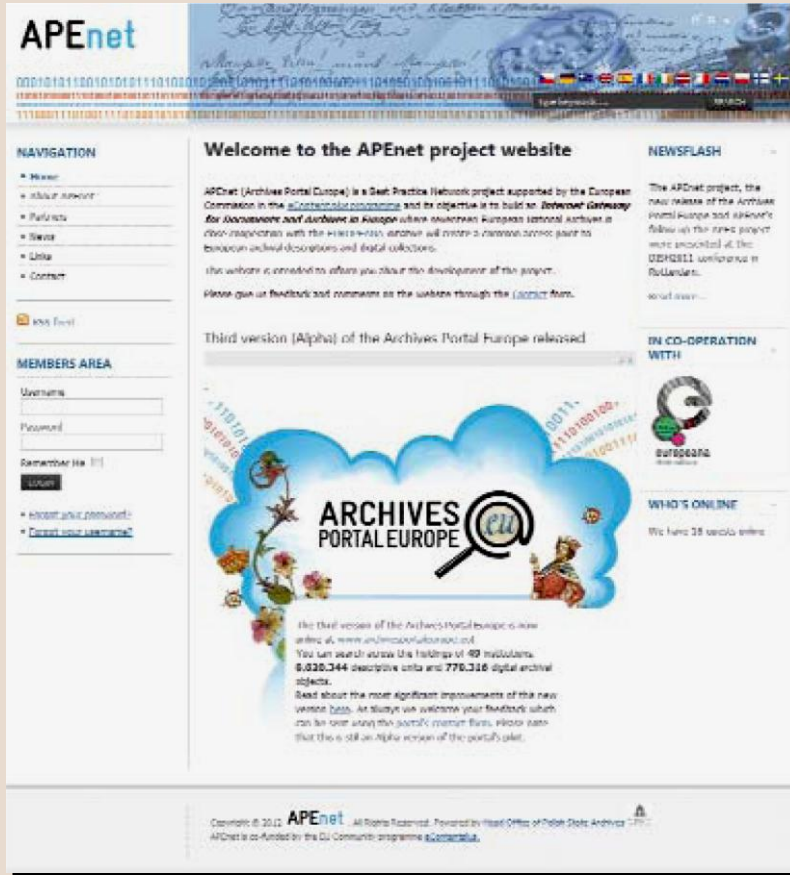 APEnet
SEARCH
NAVIGATION
Home
About APEnet
Partners
News
Links
Contact
RSS Feed
MEMBERS AREA
Username
Password
Remember Me
LOGIN
Forgot your password?
Forgot your username?
Welcome to the APEnet project website
APEnet (Archives Portal Europe) is a Best Practice Network project supported by the European
Commission in the eContentplus programme and its objective is to build an Internet Gateway
for Documents and Archives in Europe where seventeen European National Archives in
close cooperation with the EUROPEANA initiative will create a common access point to
European archival descriptions and digital collections.
This website is intended to inform you about the development of the project.
Please give us feedback and comments on the website through the Contact form.
Third version (Alpha) of the Archives Portal Europe released
ARCHIVES
PORTAL EUROPE
eu
The third version of the Archives Portal Europe is now
online at www.archivesportaleurope.eu!
You can search across the holdings of 49 institutions,
descriptive units and digital archival
objects.
Read about the most significant improvements of the new
version here. As always we welcome your feedback which
can be sent using the portal's contact form. Please note
that this is still an Alpha version of the portal's pilot.
NEWSFLASH
The APEnet project, the
new release of the Archives
Portal Europe and APEnet's
follow up the APEx project
were presented at the
DISH2011 conference in
Rotterdam.
Read more...
IN CO-OPERATION
WITH
europeana
WHO'S ONLINE
We have guests online
Copyright © 2012 APEnet . All Rights Reserved. Powered by Head Office of Polish State Archives
APEnet is co-funded by the EU Community programme eContentplus.